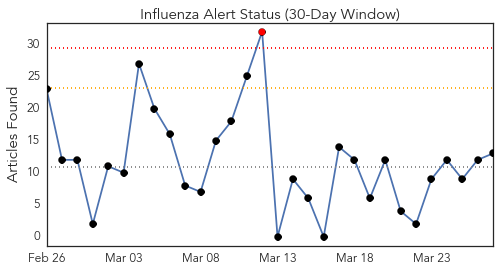 Influenza Alert Status (30-Day Window)
Articles Found
30
25
20
15
10
5
0
Feb 26 Mar 03 Mar 08 Mar 13 Mar 18 Mar 23